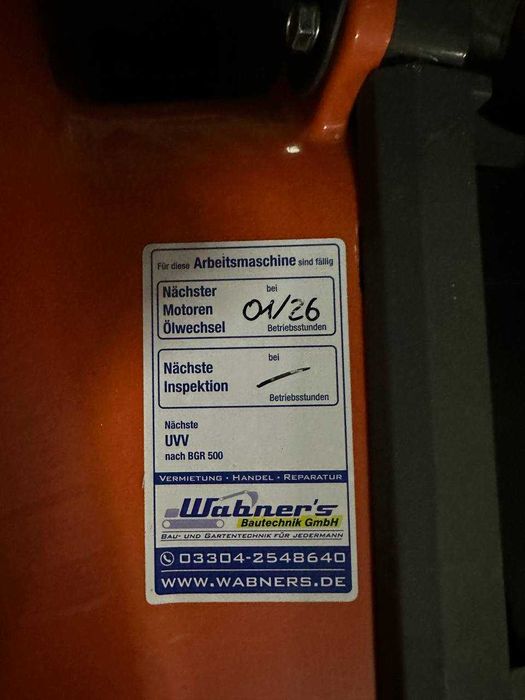 Für diese Arbeitsmaschine sind fällig
Nächster bei
Motoren 01/26
Ölwechsel Betriebsstunden
Nächste bei
Inspektion —
Betriebsstunden
Nächste
UVV
nach BGR 500
VERMIETUNG · HANDEL · REPARATUR
Wabner's
Bautechnik GmbH
BAU- UND GARTENTECHNIK FÜR JEDERMANN
03304-2548640
WWW.WABNERS.DE